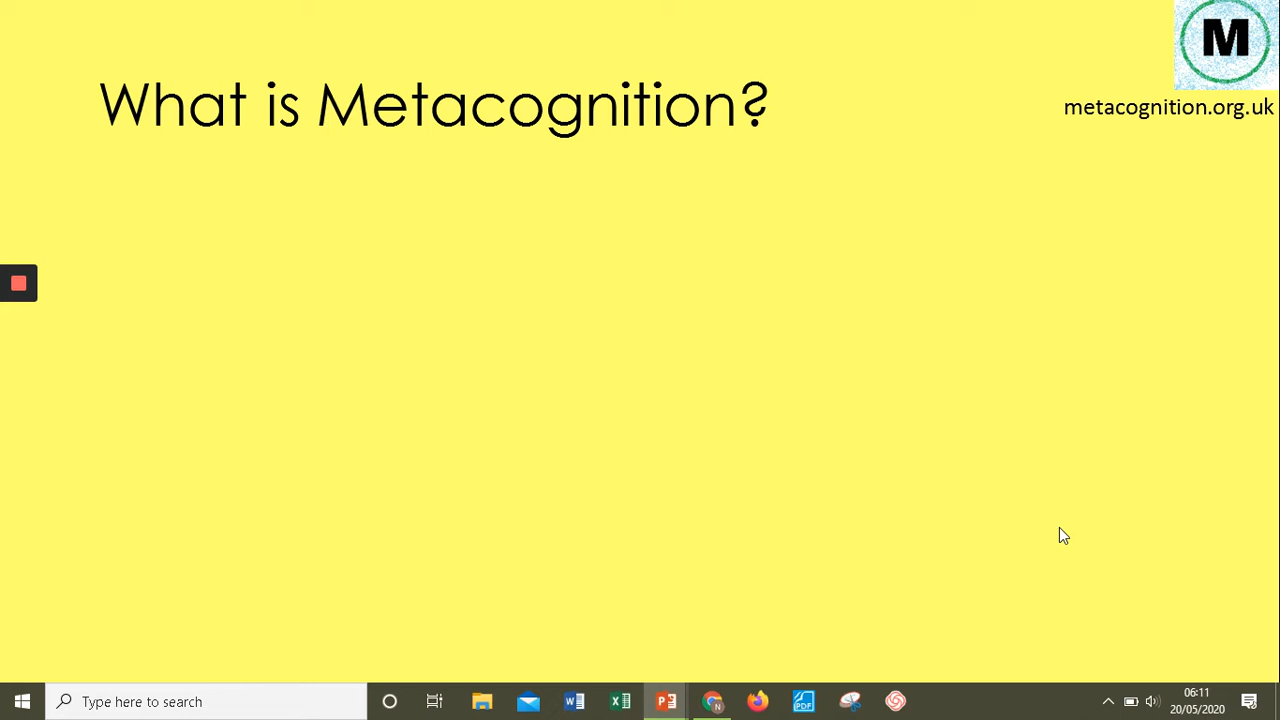 M
What is Metacognition?
metacognition.org.uk
Type here to search
06:11
20/05/2020